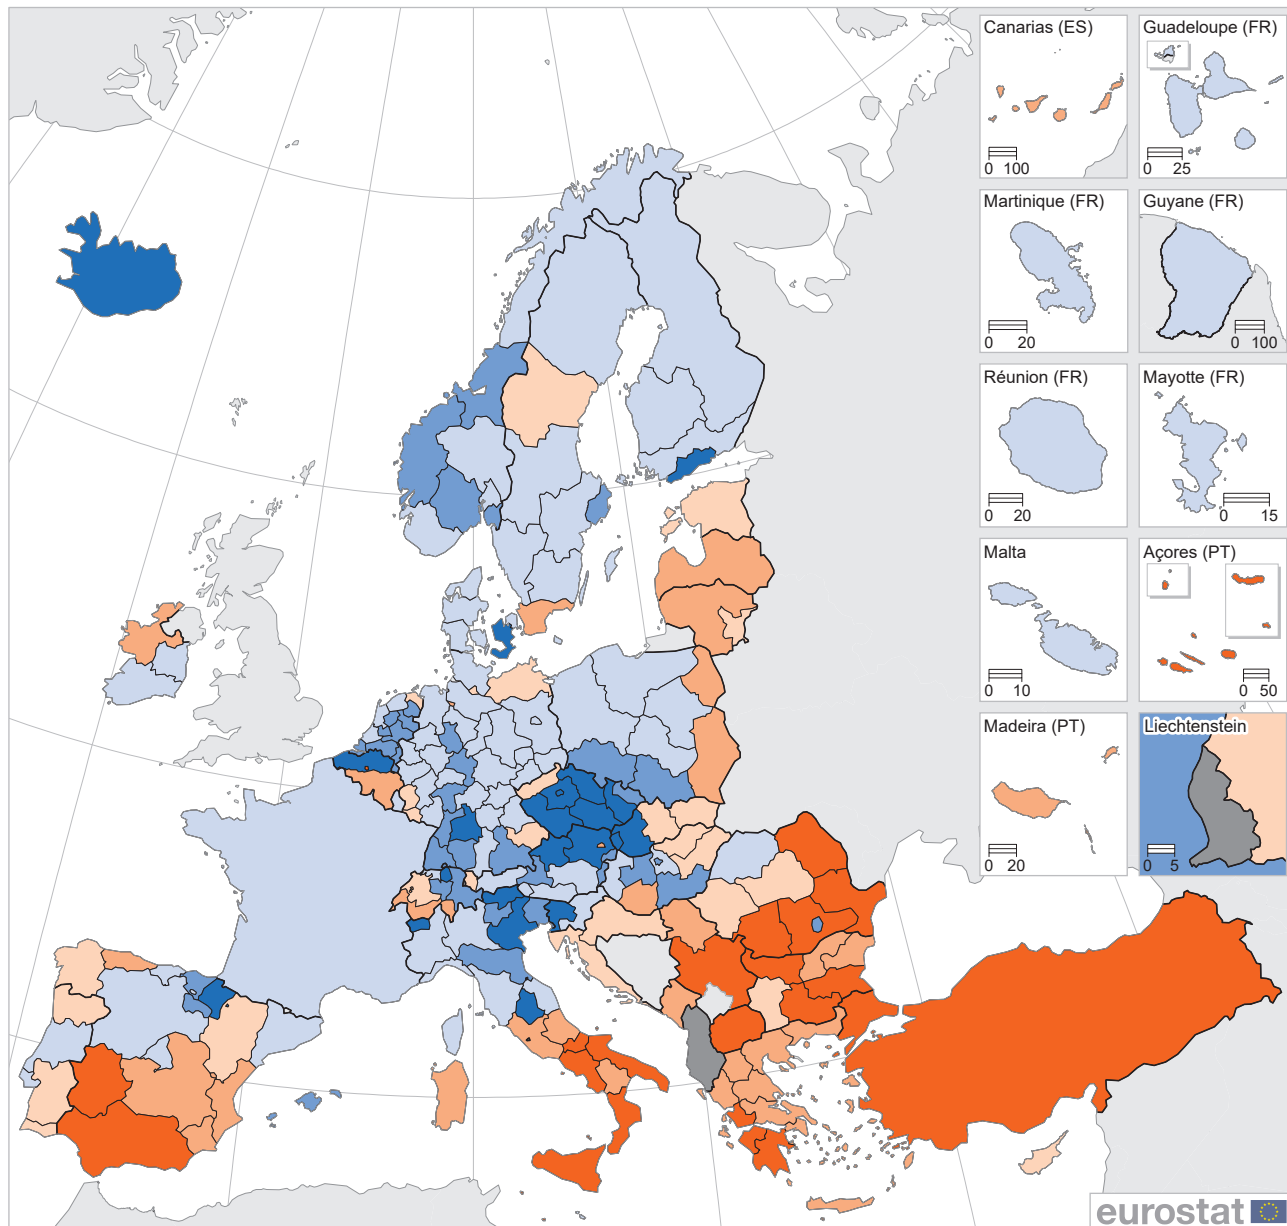 Canarias (ES)
0 100
Guadeloupe (FR)
0 25
Martinique (FR)
0 20
Guyane (FR)
0 100
Réunion (FR)
0 20
Mayotte (FR)
0 15
Malta
0 10
Açores (PT)
0 50
Madeira (PT)
0 20
Liechtenstein
0 5
eurostat